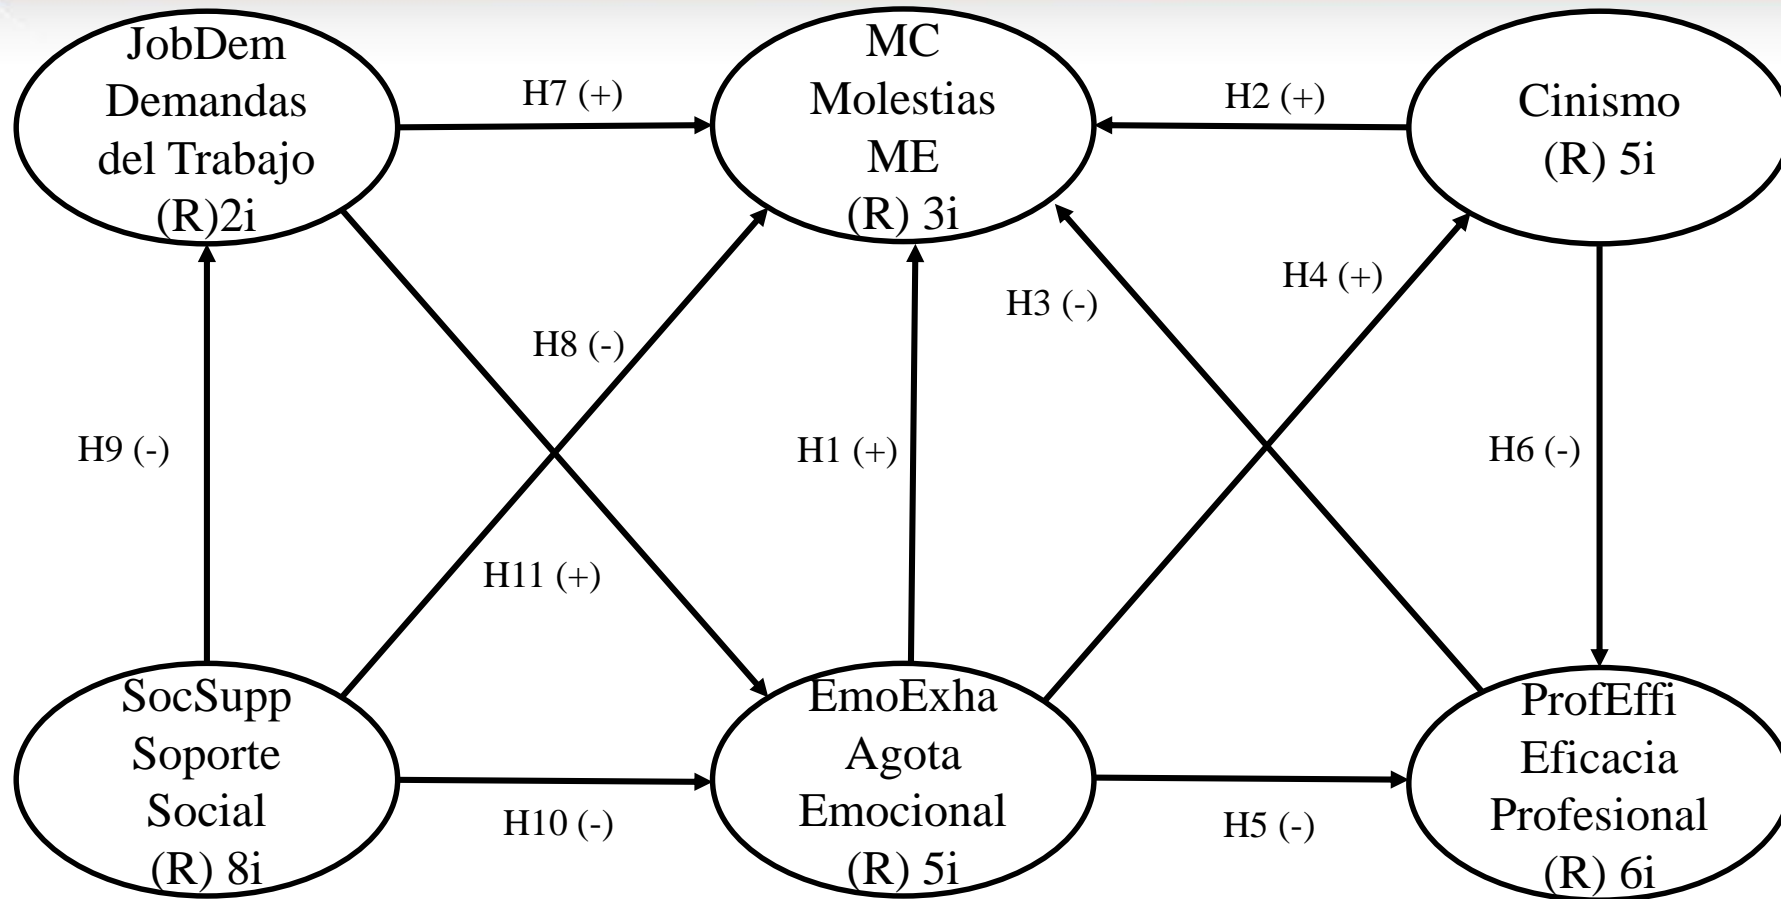 JobDem
Demandas
del Trabajo
(R)2i
H7 (+)
MC
Molestias
ME
(R) 3i
H2 (+)
Cinismo
(R) 5i
H8 (-)
H3 (-)
H4 (+)
H9 (-)
H11 (+)
H1 (+)
H6 (-)
SocSupp
Soporte
Social
(R) 8i
H10 (-)
EmoExha
Agota
Emocional
(R) 5i
H5 (-)
ProfEffi
Eficacia
Profesional
(R) 6i